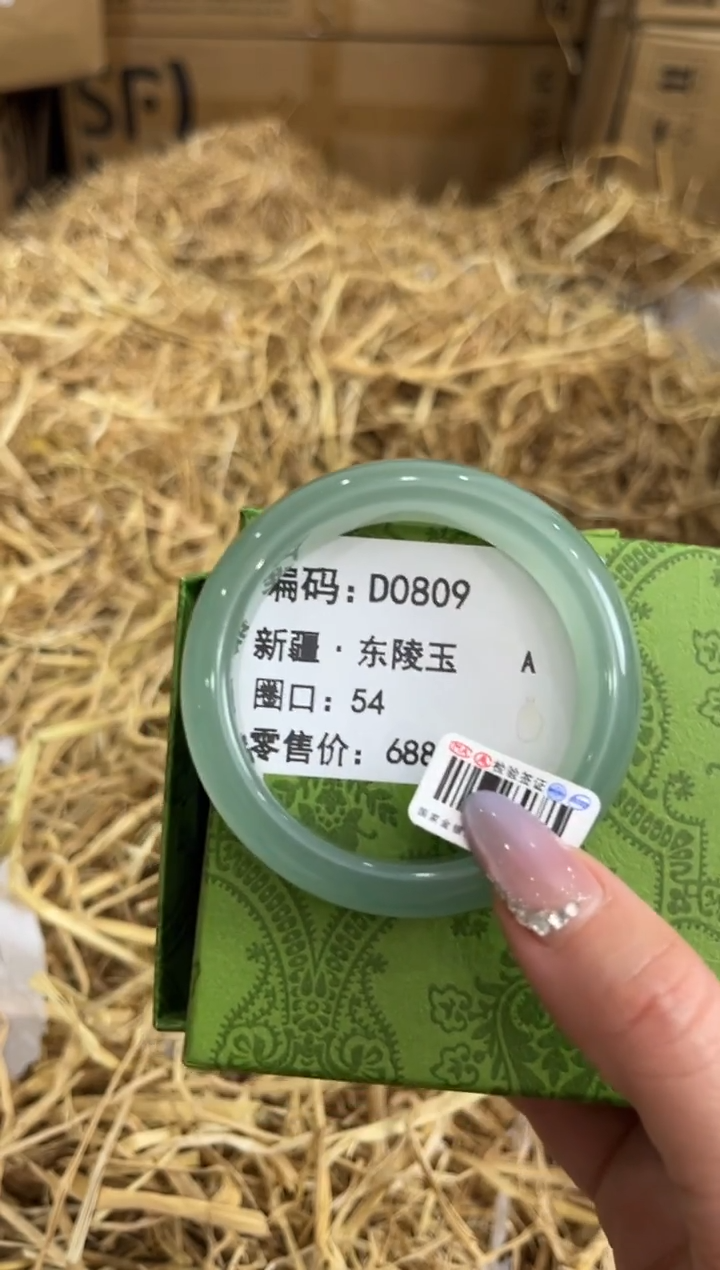 SF)
编码：D0809
新疆·东陵玉 A
圈口：54
零售价：688
检验签证